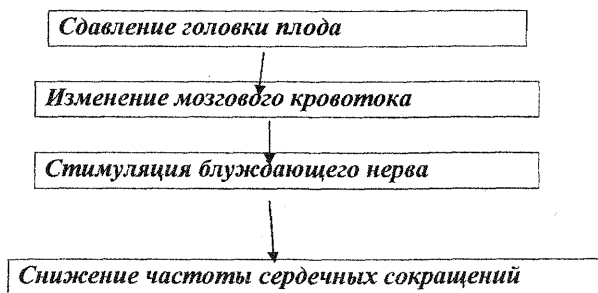 Сдавление головки плода
Изменение мозгового кровотока
Стимуляция блуждающего нерва
Снижение частоты сердечных сокращений